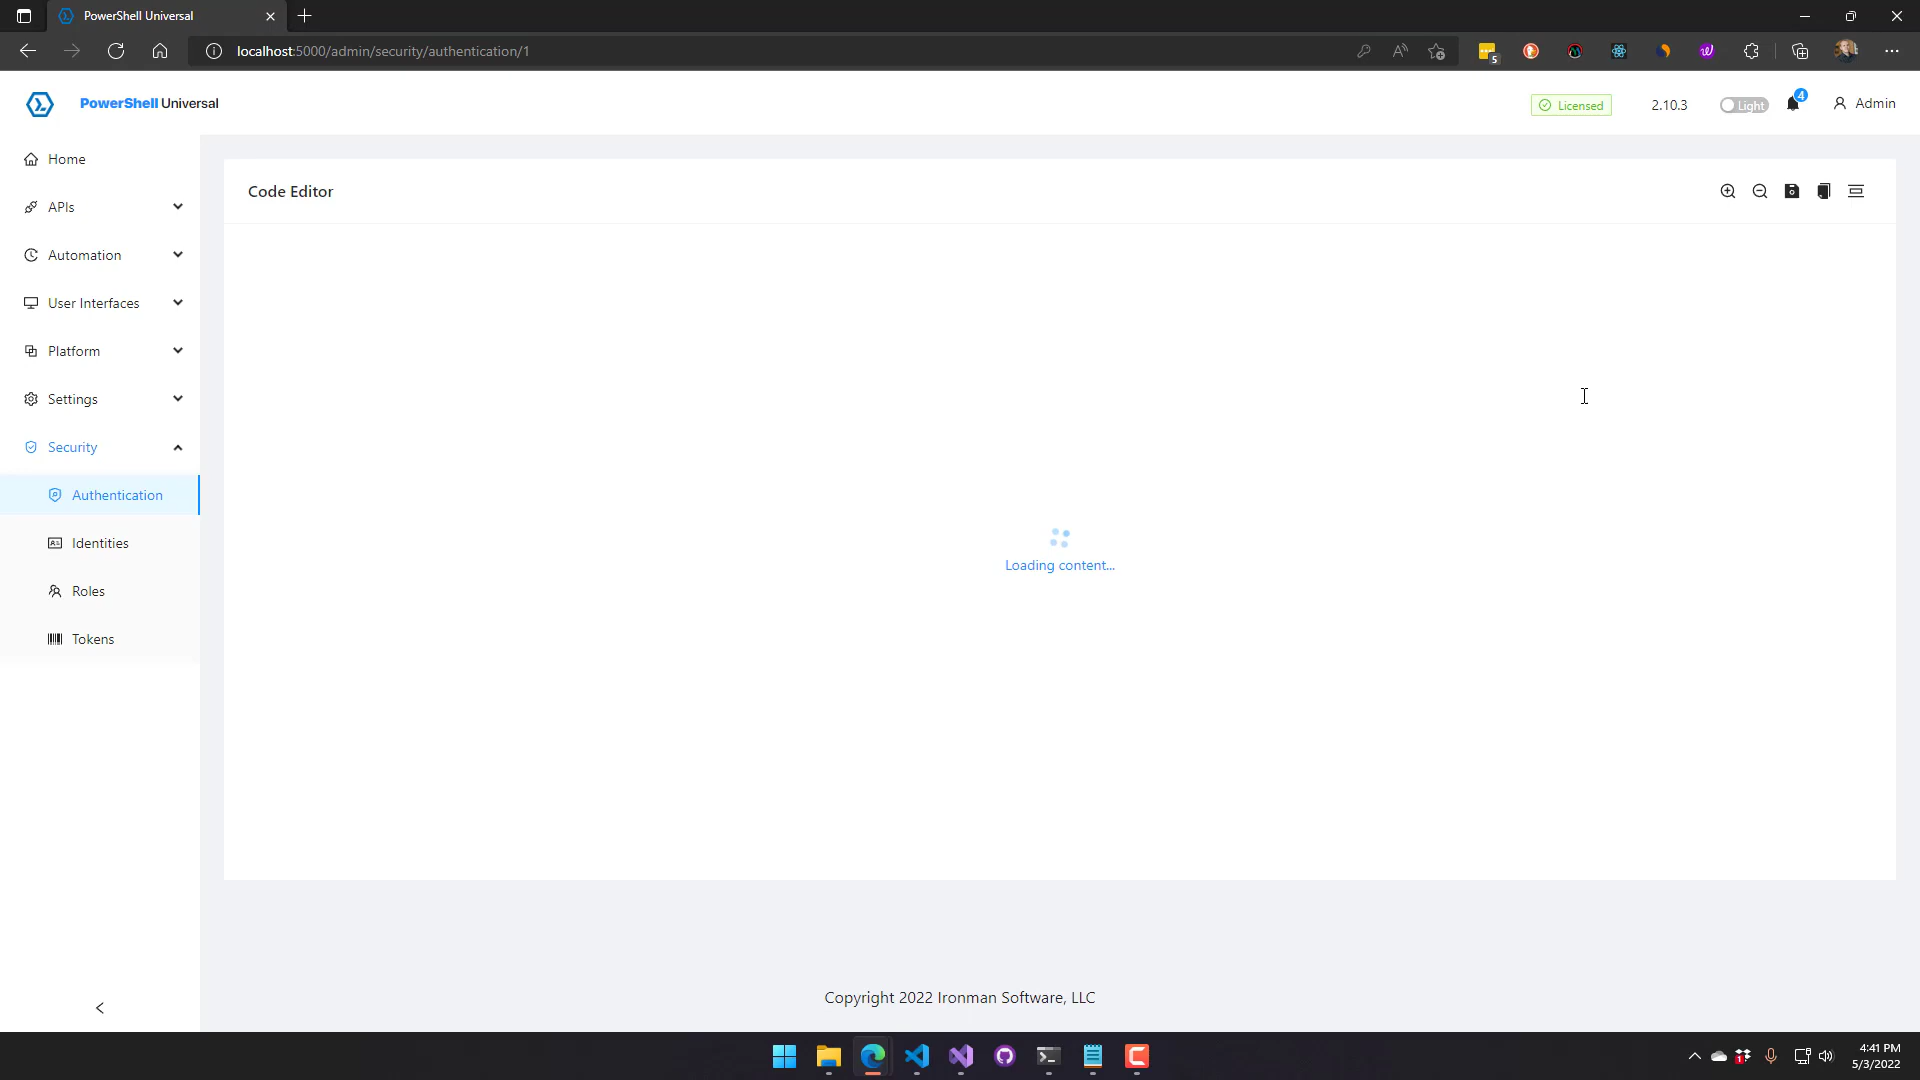 PowerShell Universal
localhost:5000/admin/security/authentication/1
5
PowerShell Universal
Licensed
2.10.3
Light
4
Admin
Home
APIs
Automation
User Interfaces
Platform
Settings
Security
Authentication
Identities
Roles
Tokens
Code Editor
Loading content...
Copyright 2022 Ironman Software, LLC
4:41 PM
5/3/2022